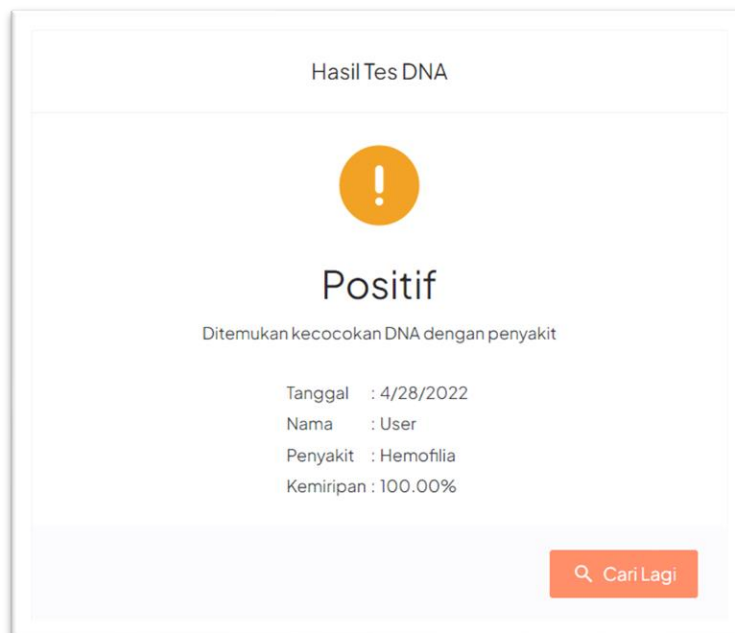 Hasil Tes DNA
Positif
Ditemukan kecocokan DNA dengan penyakit
Tanggal : 4/28/2022
Nama : User
Penyakit : Hemofilia
Kemiripan : 100.00%
Cari Lagi